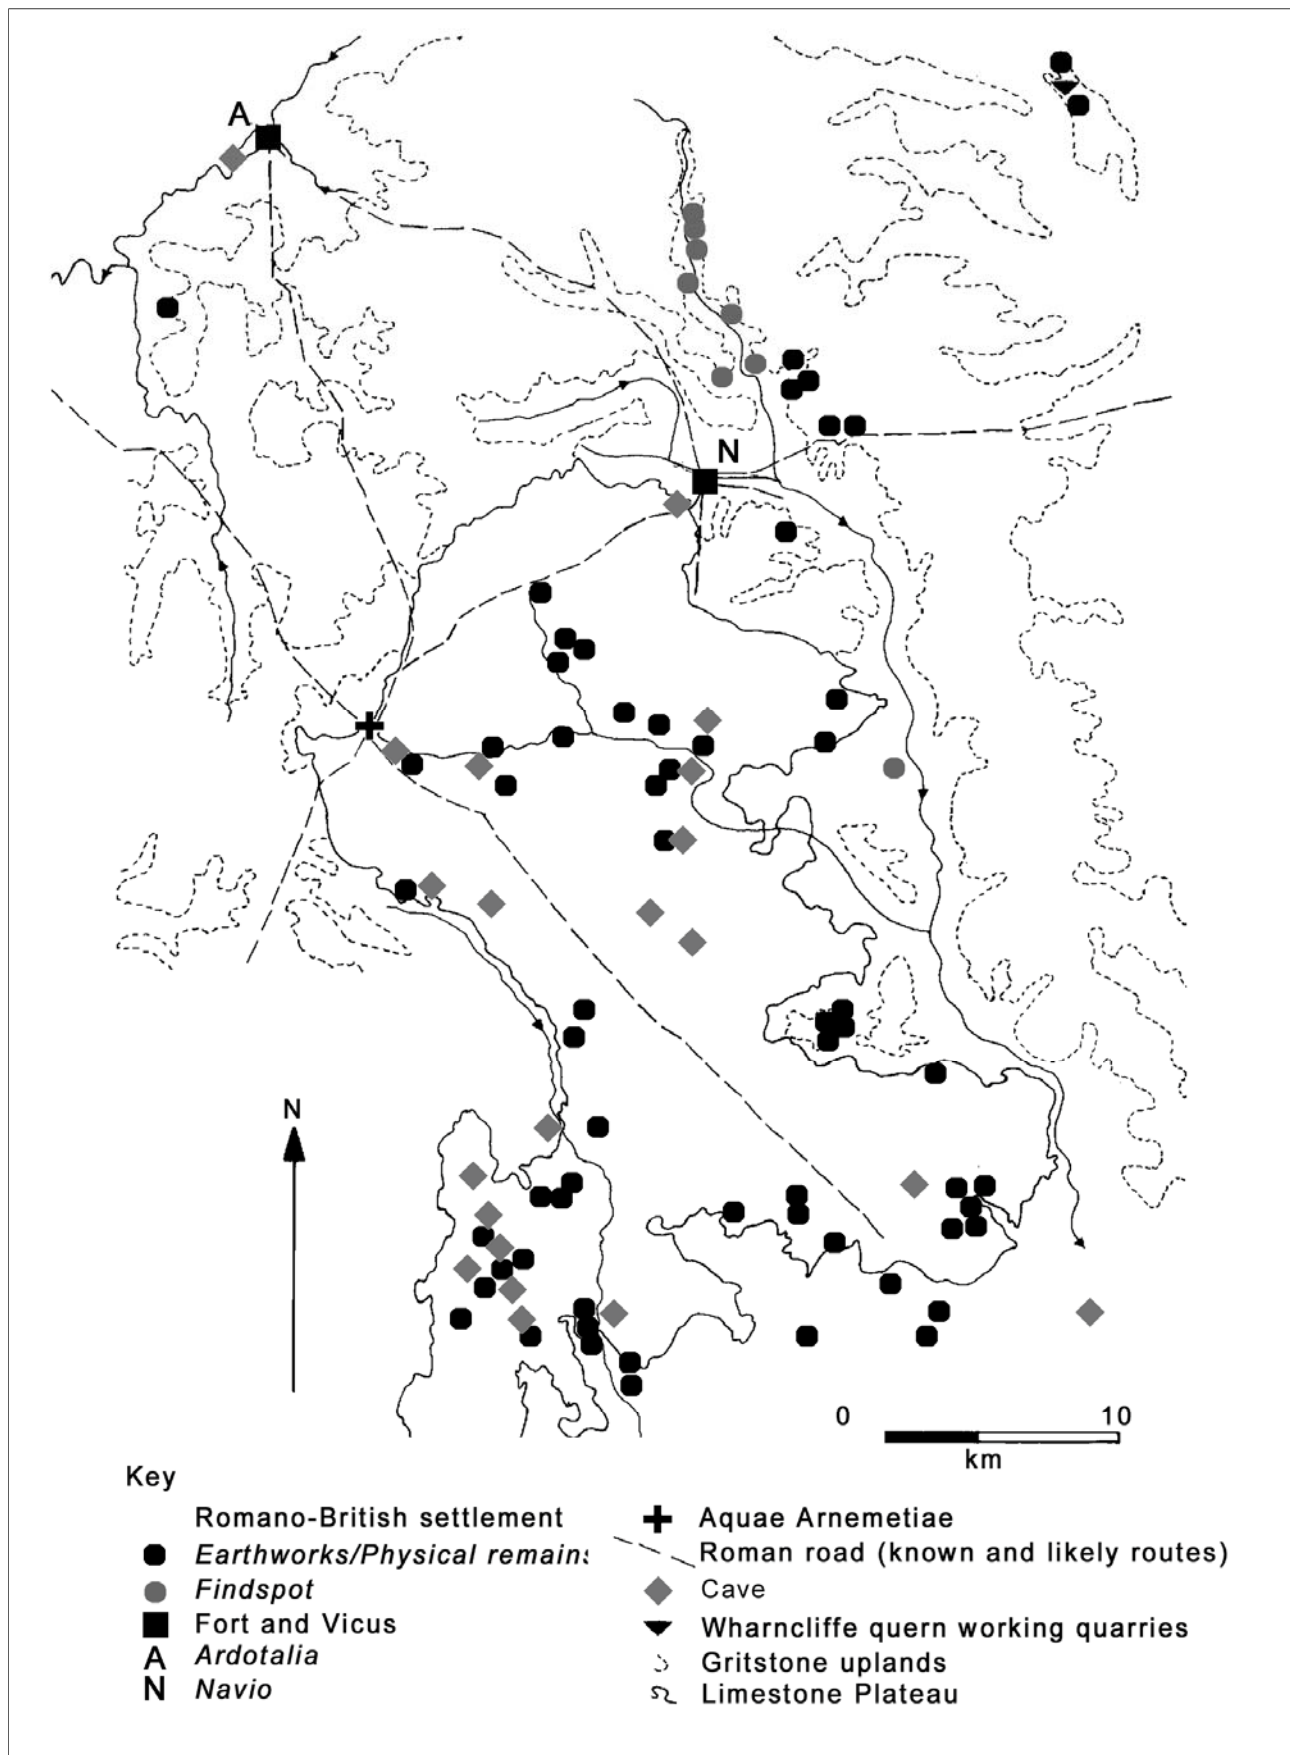 A
N
N
0 10
km
Key
Romano-British settlement
Earthworks/Physical remains
Findspot
Fort and Vicus
A Ardotalia
N Navio
Aquae Arnemetiae
Roman road (known and likely routes)
Cave
Wharncliffe quern working quarries
Gritstone uplands
Limestone Plateau